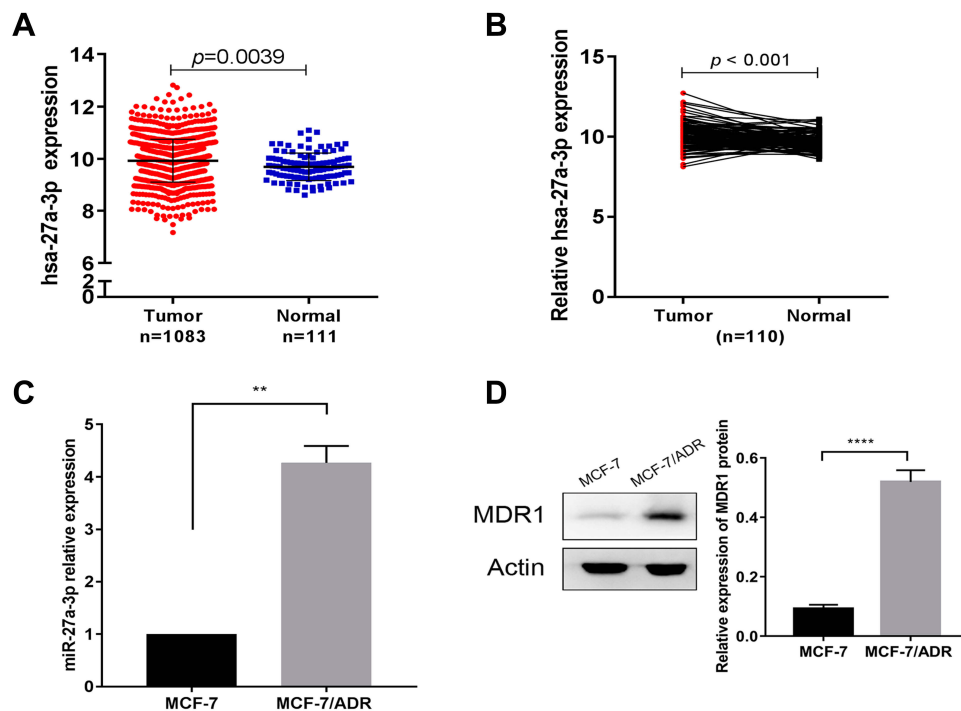 A
hsa-27a-3p expression
14
12
10
8
6
2
0
p=0.0039
Tumor
n=1083
Normal
n=111
B
Relative hsa-27a-3p expression
15
10
5
0
p < 0.001
Tumor
Normal
(n=110)
C
miR-27a-3p relative expression
5
4
3
2
1
0
**
MCF-7
MCF-7/ADR
D
MCF-7
MCF-7/ADR
MDR1
Actin
Relative expression of MDR1 protein
0.6
0.4
0.2
0.0
****
MCF-7
MCF-7/ADR